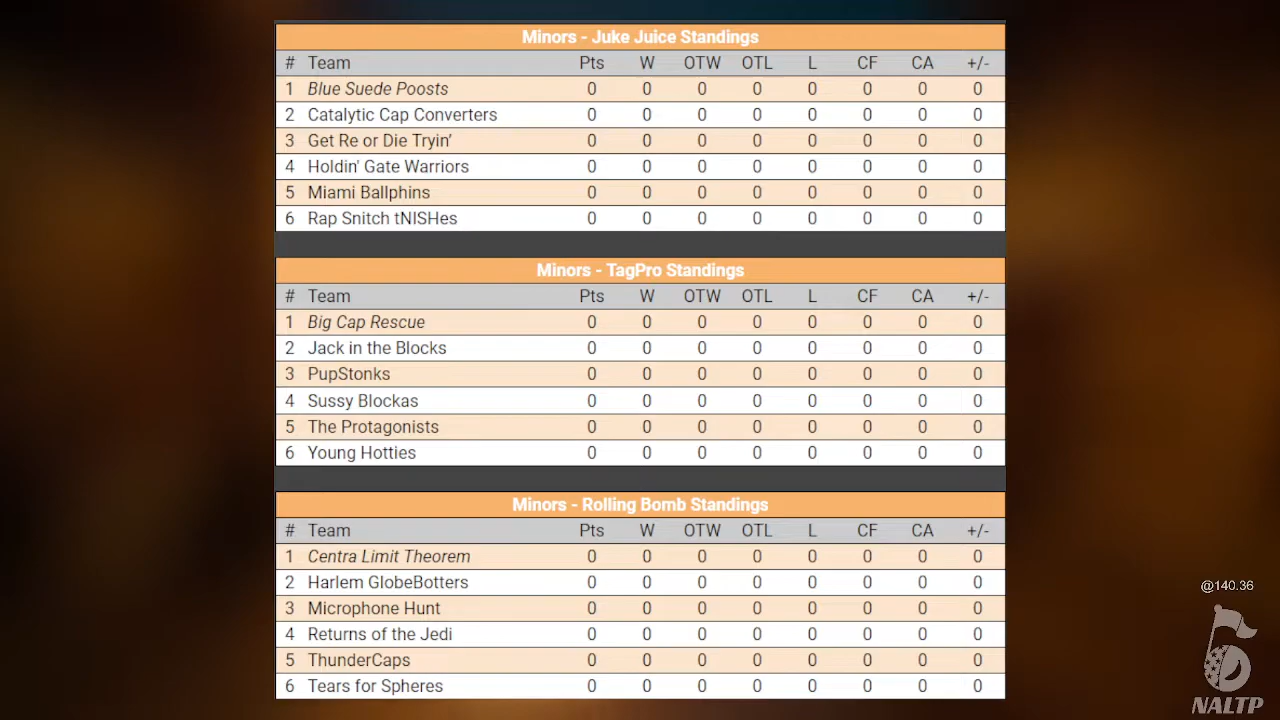 Minors - Juke Juice Standings
# Team Pts W OTW OTL L CF CA +/-
1 Blue Suede Poosts 0 0 0 0 0 0 0 0
2 Catalytic Cap Converters 0 0 0 0 0 0 0 0
3 Get Re or Die Tryin’ 0 0 0 0 0 0 0 0
4 Holdin' Gate Warriors 0 0 0 0 0 0 0 0
5 Miami Ballphins 0 0 0 0 0 0 0 0
6 Rap Snitch tNISHes 0 0 0 0 0 0 0 0
Minors - TagPro Standings
# Team Pts W OTW OTL L CF CA +/-
1 Big Cap Rescue 0 0 0 0 0 0 0 0
2 Jack in the Blocks 0 0 0 0 0 0 0 0
3 PupStonks 0 0 0 0 0 0 0 0
4 Sussy Blockas 0 0 0 0 0 0 0 0
5 The Protagonists 0 0 0 0 0 0 0 0
6 Young Hotties 0 0 0 0 0 0 0 0
Minors - Rolling Bomb Standings
# Team Pts W OTW OTL L CF CA +/-
1 Centra Limit Theorem 0 0 0 0 0 0 0 0
2 Harlem GlobeBotters 0 0 0 0 0 0 0 0
3 Microphone Hunt 0 0 0 0 0 0 0 0
4 Returns of the Jedi 0 0 0 0 0 0 0 0
5 ThunderCaps 0 0 0 0 0 0 0 0
6 Tears for Spheres 0 0 0 0 0 0 0 0
@140.36
NALTP